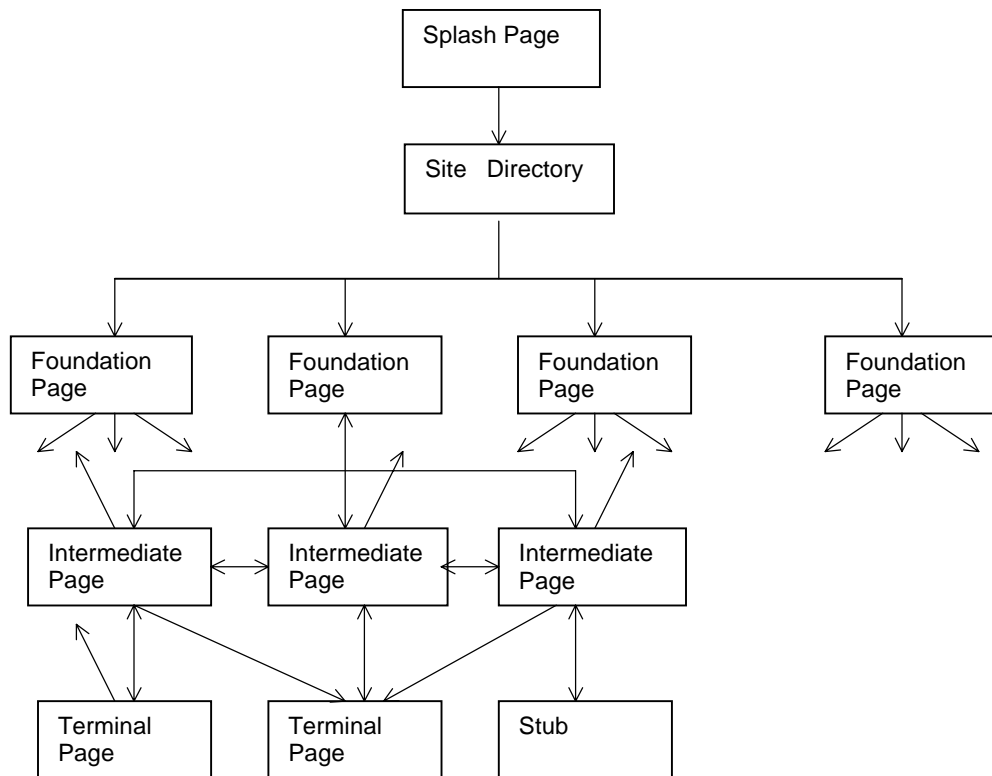 Splash Page
Site Directory
Foundation
Page
Foundation
Page
Foundation
Page
Foundation
Page
Intermediate
Page
Intermediate
Page
Intermediate
Page
Terminal
Page
Terminal
Page
Stub